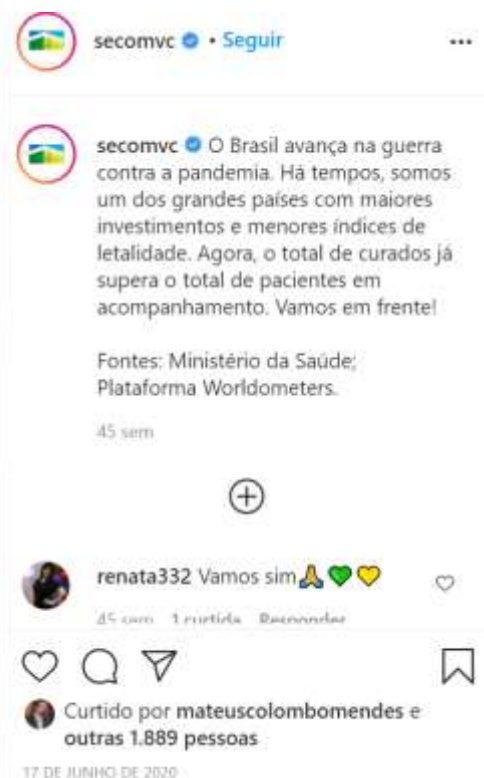 secomvc • Seguir
secomvc O Brasil avança na guerra
contra a pandemia. Há tempos, somos
um dos grandes países com maiores
investimentos e menores índices de
letalidade. Agora, o total de curados já
supera o total de pacientes em
acompanhamento. Vamos em frente!
Fontes: Ministério da Saúde;
Plataforma Worldometers.
45 sem
renata332 Vamos sim🙏💚💛
45 sem 1 curtida Responder
Curtido por mateuscolombomendes e
outras 1.889 pessoas
17 DE JUNHO DE 2020